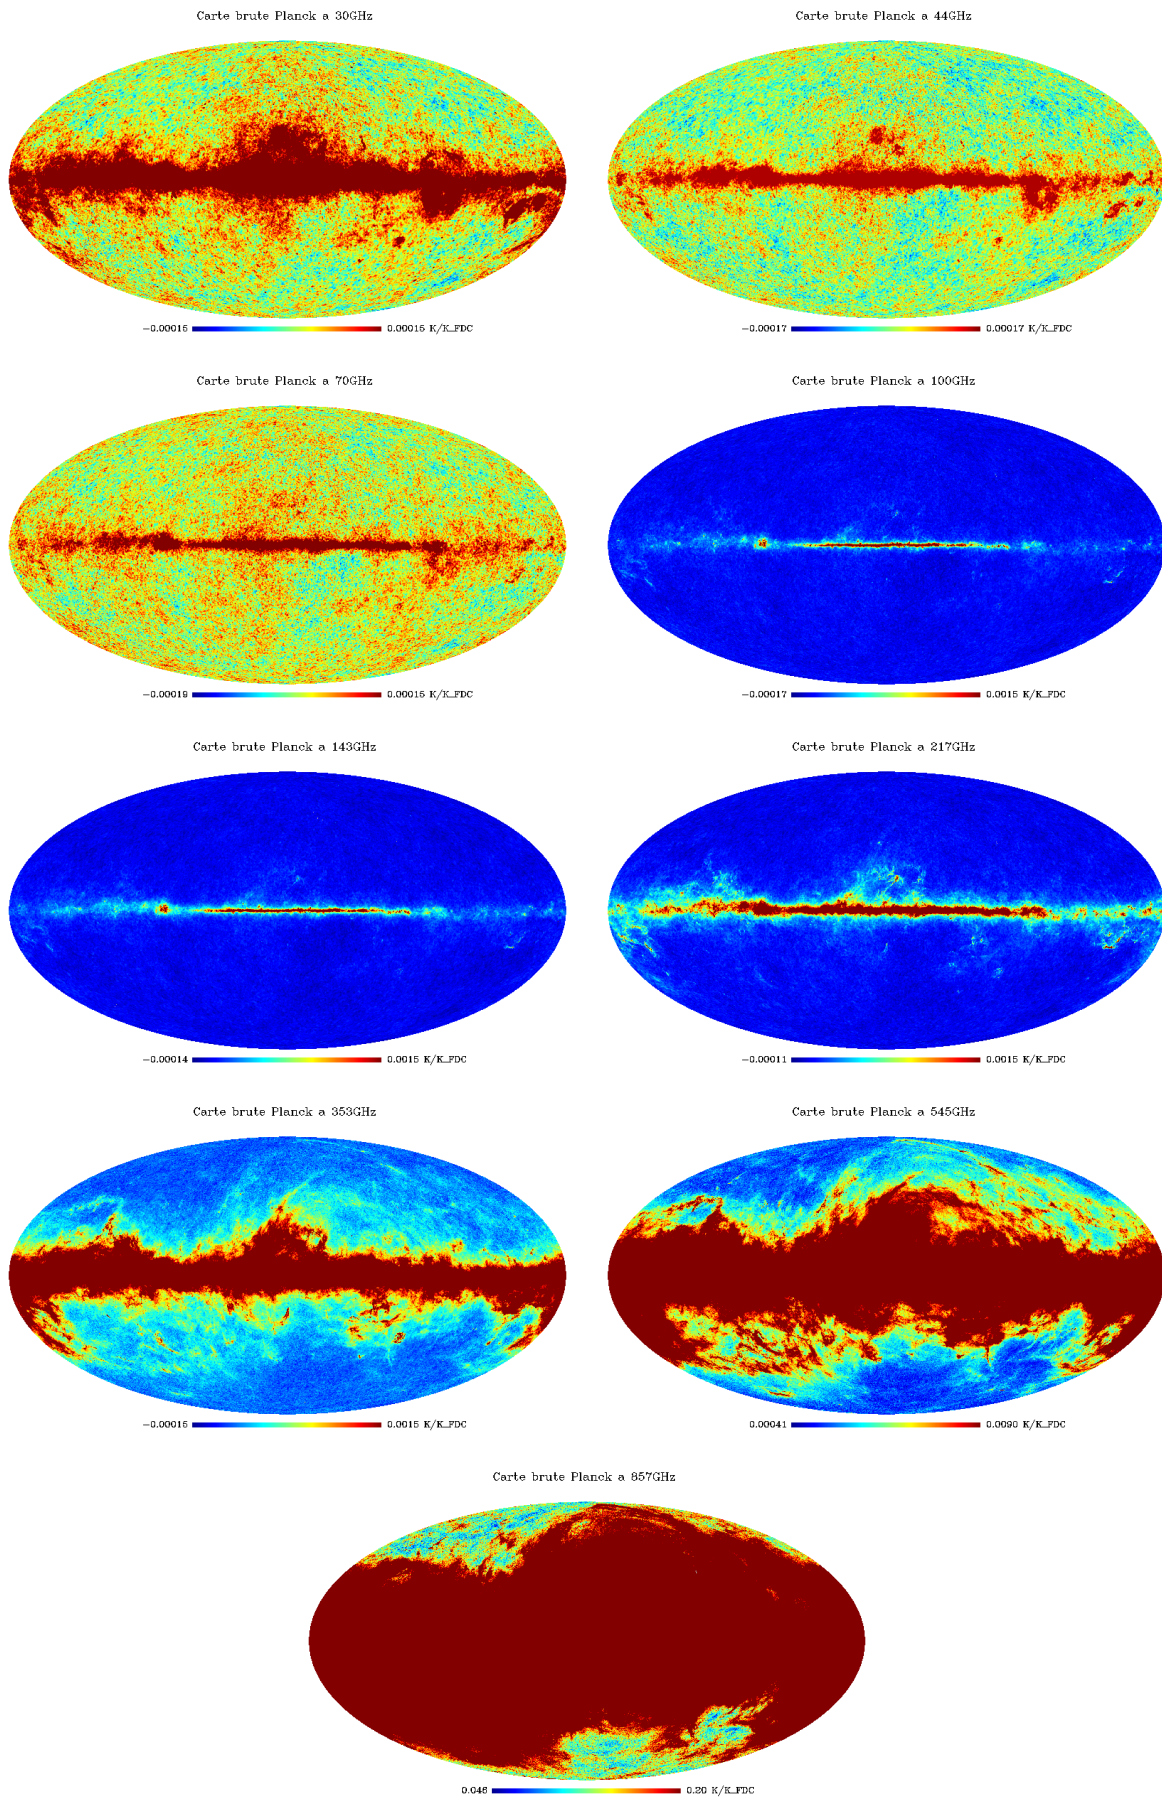 Carte brute Planck a 30GHz
Carte brute Planck a 44GHz
−0.00015 0.00015 K/K_FDC
−0.00017 0.00017 K/K_FDC
Carte brute Planck a 70GHz
Carte brute Planck a 100GHz
−0.00019 0.00015 K/K_FDC
−0.00017 0.0015 K/K_FDC
Carte brute Planck a 143GHz
Carte brute Planck a 217GHz
−0.00014 0.0015 K/K_FDC
−0.00011 0.0015 K/K_FDC
Carte brute Planck a 353GHz
Carte brute Planck a 545GHz
−0.00015 0.0015 K/K_FDC
0.00041 0.0090 K/K_FDC
Carte brute Planck a 857GHz
0.20 K/K_FDC